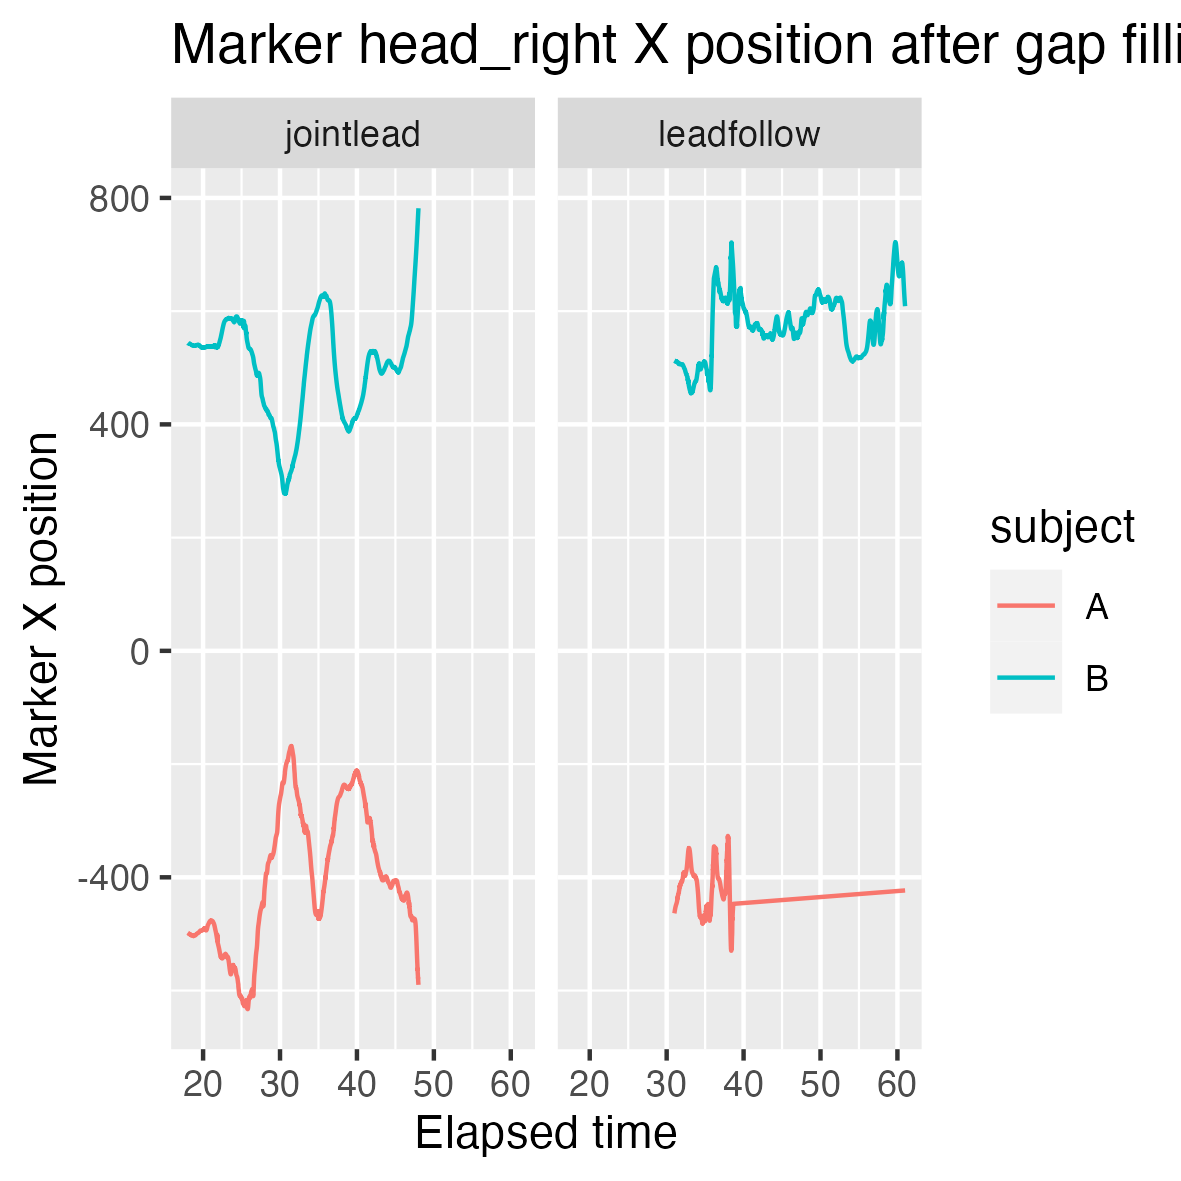 Marker head_right X position after gap filli
jointlead
leadfollow
800
400
0
-400
Marker X position
20 30 40 50 60
20 30 40 50 60
Elapsed time
subject
A
B